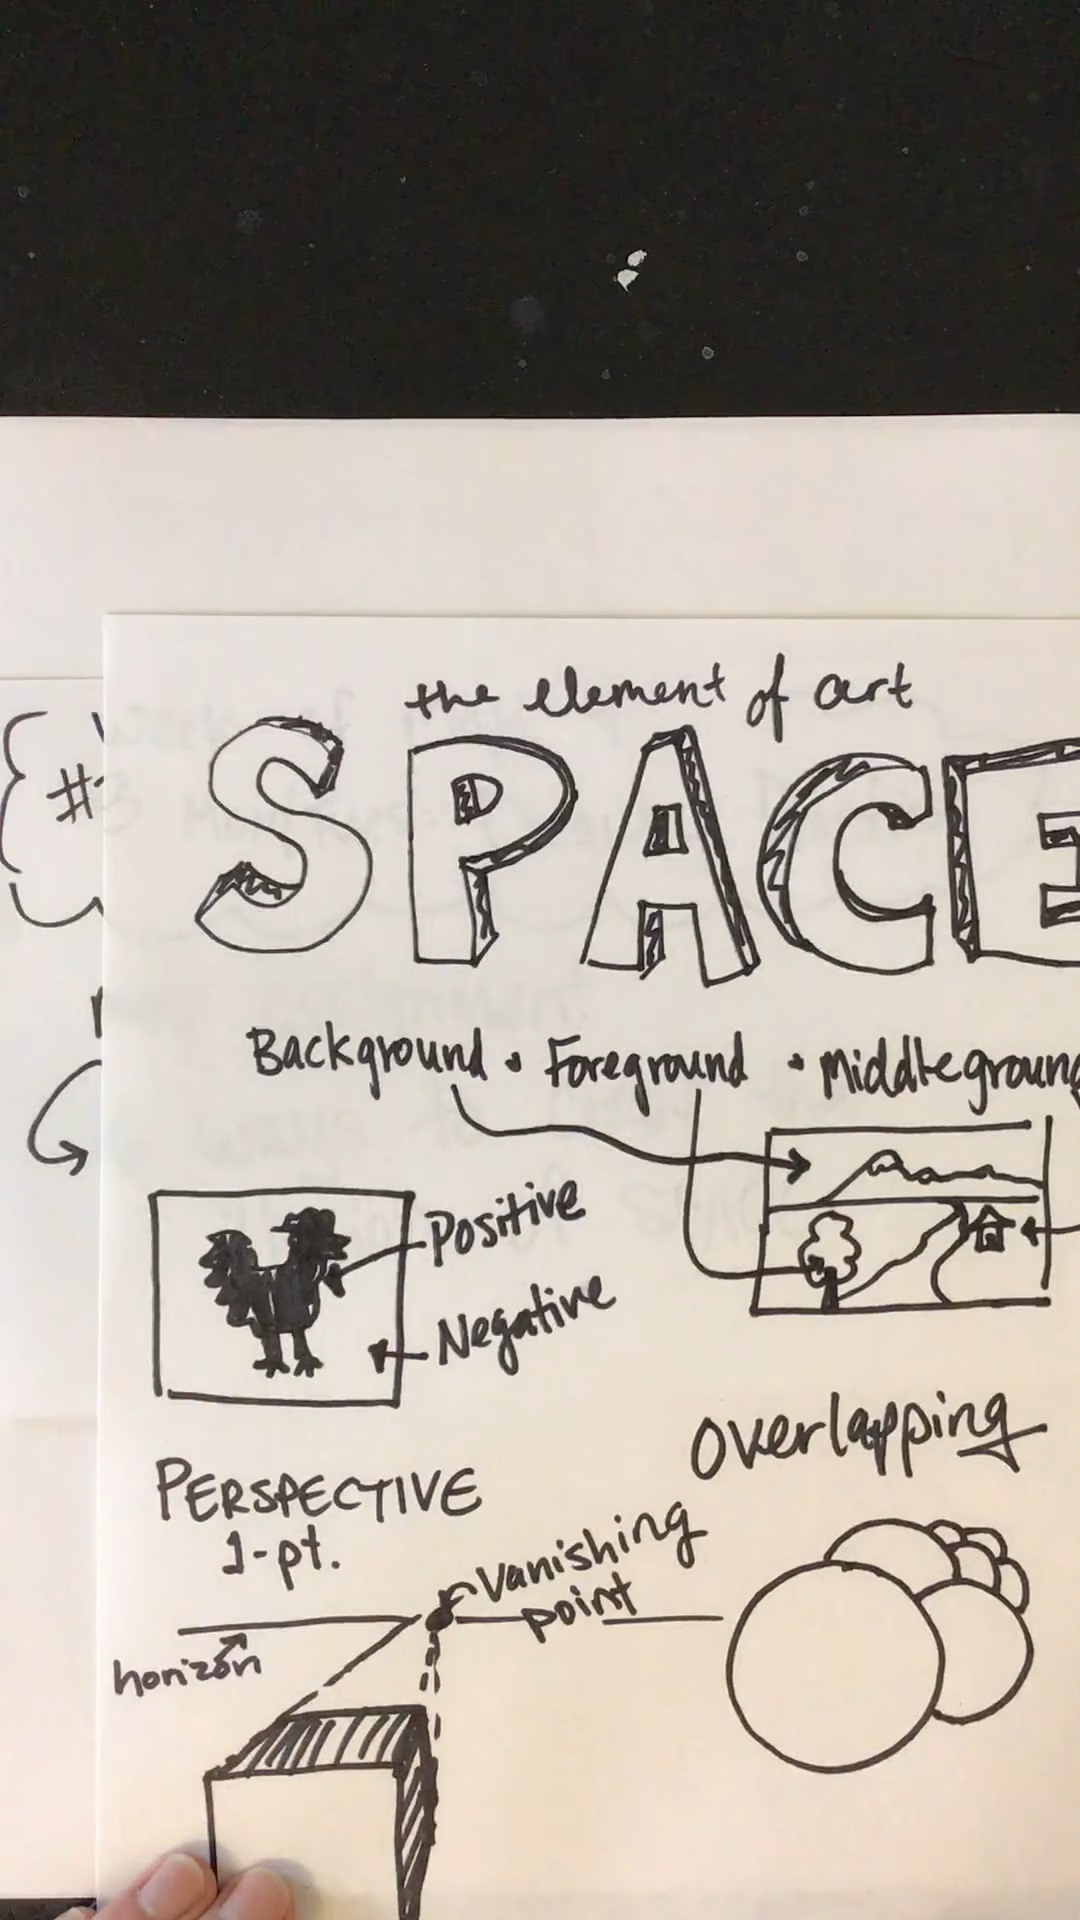 the element of art
SPACE
Background • Foreground • Middleground
Positive
Negative
Overlapping
PERSPECTIVE
1-pt.
Vanishing
point
horizon
#